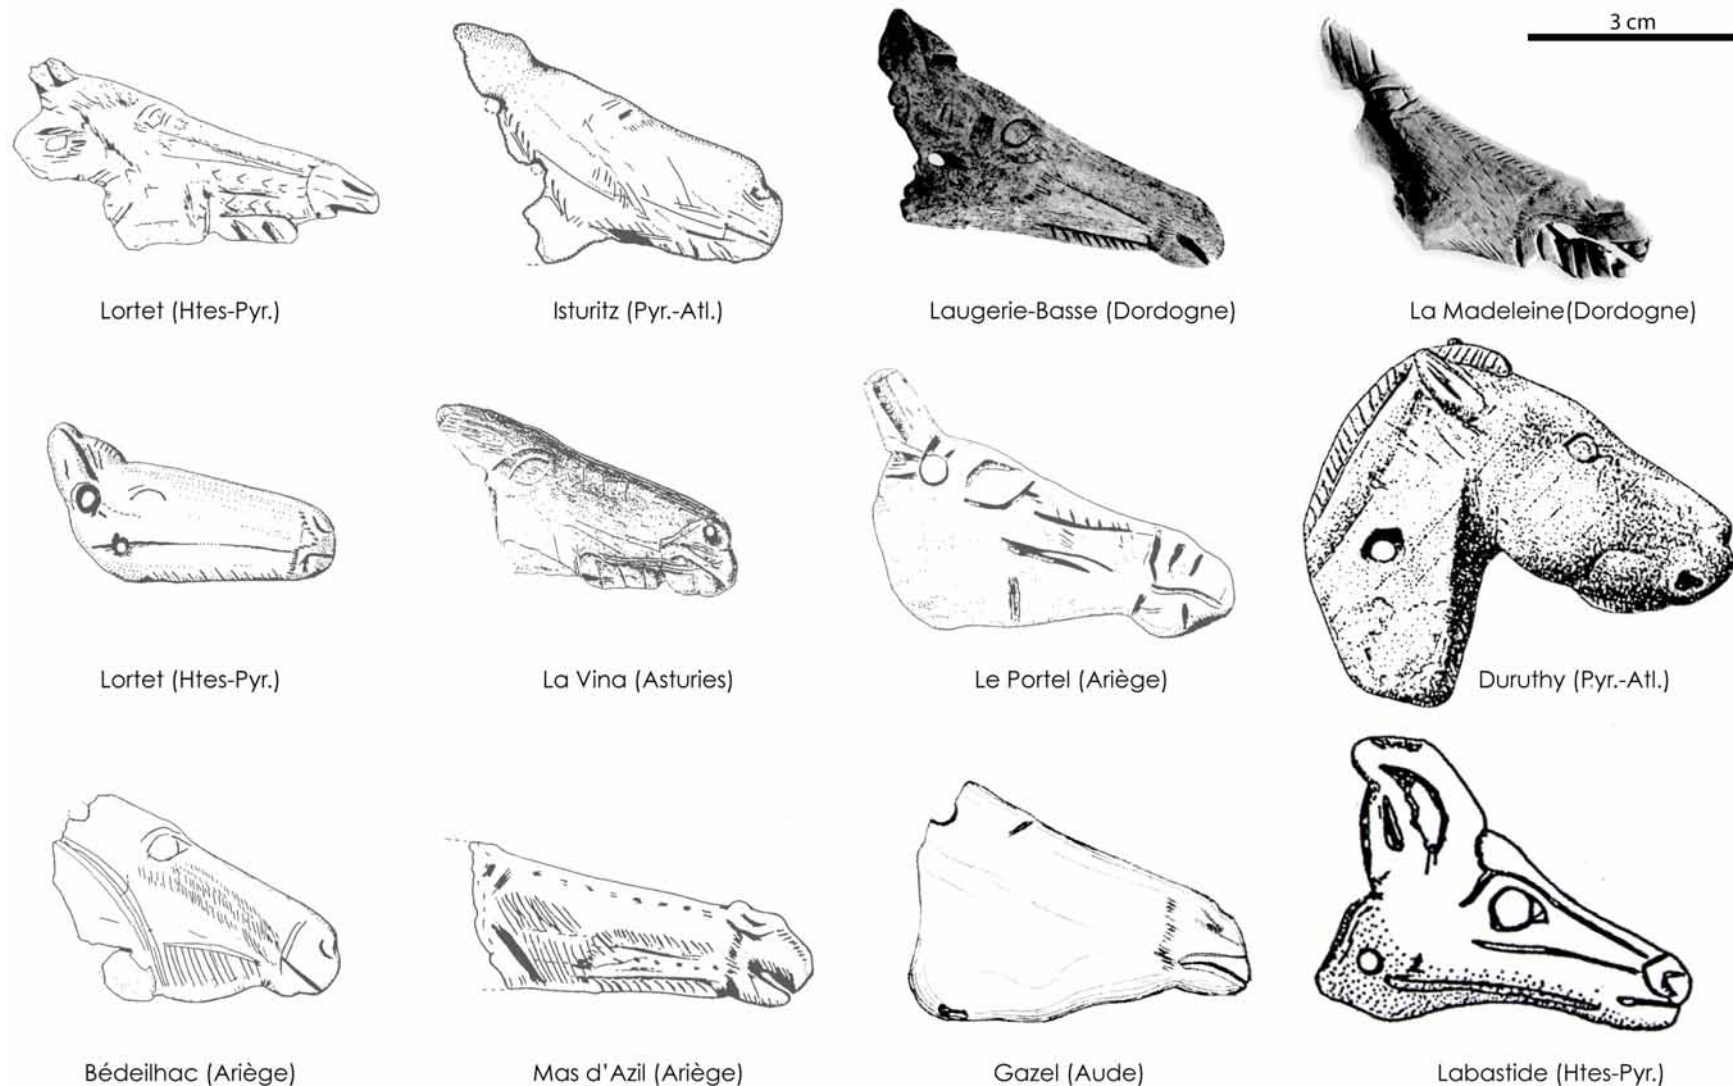 3 cm
Lortet (Htes-Pyr.)
Isturitz (Pyr.-Atl.)
Laugerie-Basse (Dordogne)
La Madeleine(Dordogne)
Lortet (Htes-Pyr.)
La Vina (Asturies)
Le Portel (Ariège)
Duruthy (Pyr.-Atl.)
Bédeilhac (Ariège)
Mas d'Azil (Ariège)
Gazel (Aude)
Labastide (Htes-Pyr.)